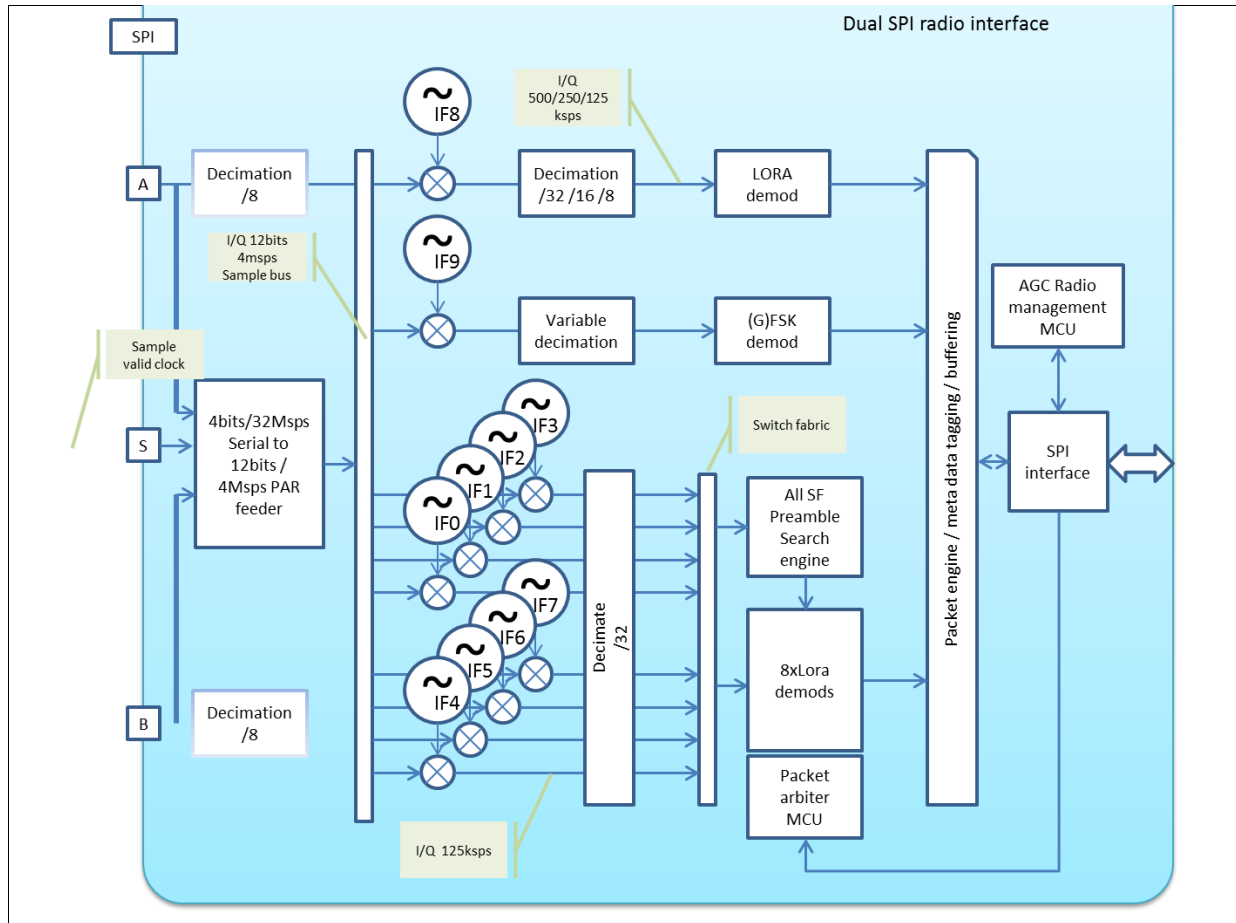 Dual SPI radio interface
SPI
IF8
I/Q
500/250/125
ksps
A
Decimation
/8
Decimation
/32 /16 /8
LORA
demod
I/Q 12bits
4msps
Sample bus
IF9
Variable
decimation
(G)FSK
demod
AGC Radio
management
MCU
Sample
valid clock
S
4bits/32Msps
Serial to
12bits /
4Msps PAR
feeder
IF3
IF2
IF1
IF0
Switch fabric
All SF
Preamble
Search
engine
SPI
interface
Packet engine / meta data tagging / buffering
IF7
IF6
IF5
IF4
Decimate
/32
8xLora
demods
B
Decimation
/8
Packet
arbiter
MCU
I/Q 125ksps